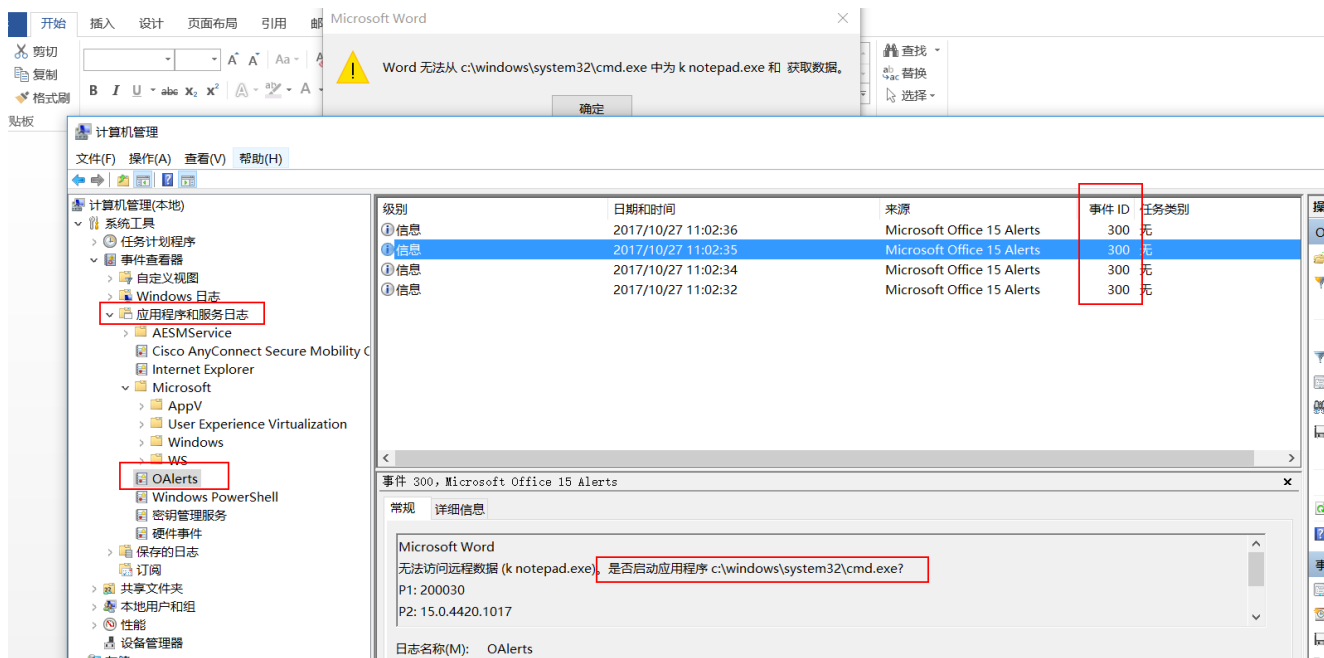 Microsoft Word
开始 插入 设计 页面布局 引用 邮
剪切
复制
格式刷
贴板
Aa
B I U abc X₂ X²
Word 无法从 c:\windows\system32\cmd.exe 中为 k notepad.exe 和 获取数据。
确定
查找
替换
选择
计算机管理
文件(F) 操作(A) 查看(V) 帮助(H)
计算机管理(本地)
系统工具
任务计划程序
事件查看器
自定义视图
Windows 日志
应用程序和服务日志
AESMService
Cisco AnyConnect Secure Mobility C
Internet Explorer
Microsoft
AppV
User Experience Virtualization
Windows
WS
OAlerts
Windows PowerShell
密钥管理服务
硬件事件
保存的日志
订阅
共享文件夹
本地用户和组
性能
设备管理器
级别 日期和时间 来源 事件 ID 任务类别
信息 2017/10/27 11:02:36 Microsoft Office 15 Alerts 300 无
信息 2017/10/27 11:02:35 Microsoft Office 15 Alerts 300 无
信息 2017/10/27 11:02:34 Microsoft Office 15 Alerts 300 无
信息 2017/10/27 11:02:32 Microsoft Office 15 Alerts 300 无
事件 300，Microsoft Office 15 Alerts
常规 详细信息
Microsoft Word
无法访问远程数据 (k notepad.exe)。是否启动应用程序 c:\windows\system32\cmd.exe?
P1: 200030
P2: 15.0.4420.1017
日志名称(M): OAlerts